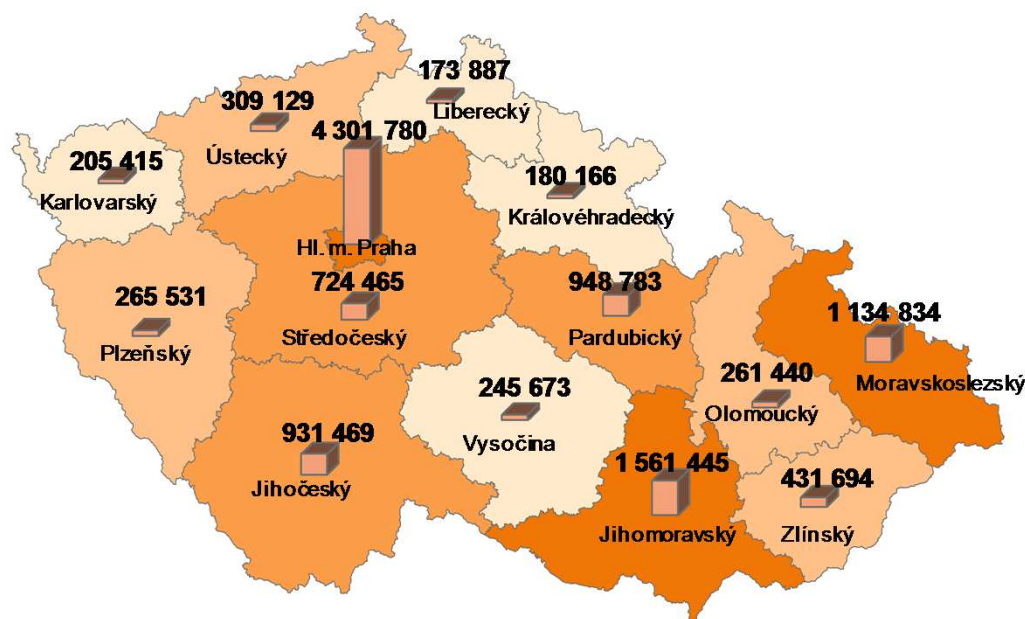 173 887
Liberecký
309 129
Ústecký
4 301 780
Hl. m. Praha
205 415
Karlovarský
180 166
Královéhradecký
724 465
Středočeský
948 783
Pardubický
265 531
Plzeňský
1 134 834
Moravskoslezský
261 440
Olomoucký
245 673
Vysočina
931 469
Jihočeský
1 561 445
Jihomoravský
431 694
Zlínský